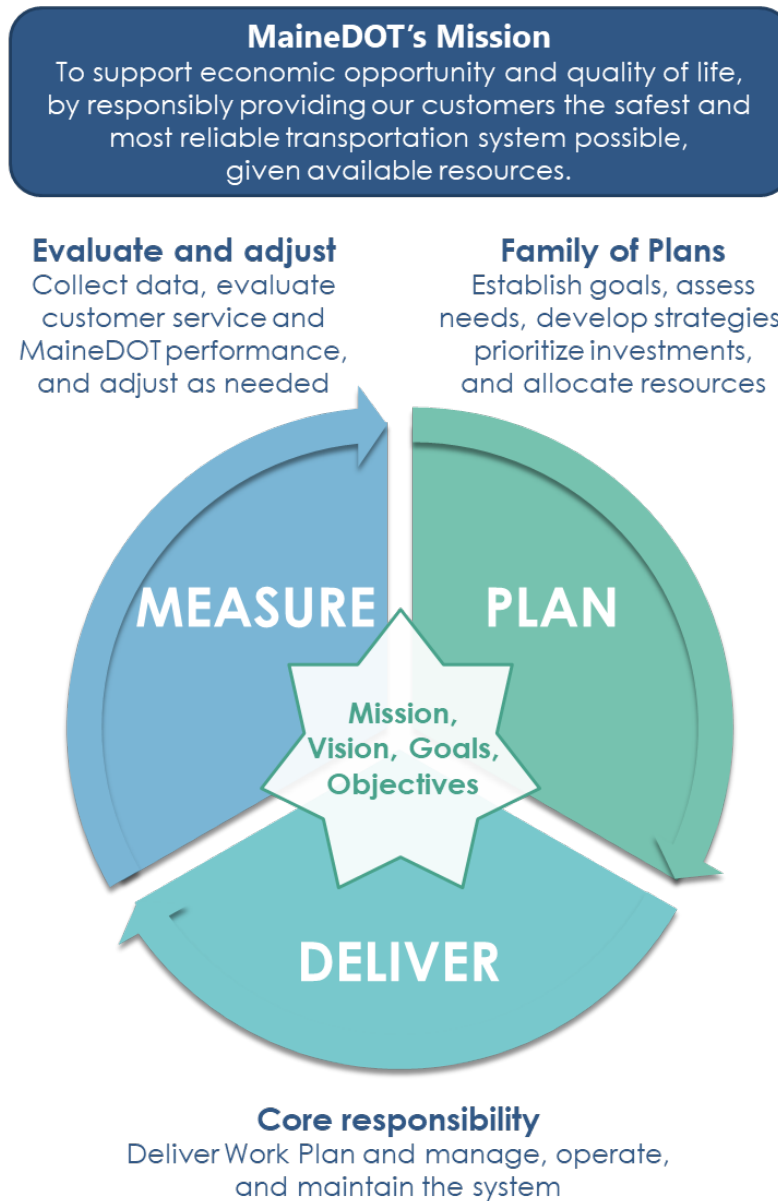 MaineDOT's Mission
To support economic opportunity and quality of life,
by responsibly providing our customers the safest and
most reliable transportation system possible,
given available resources.
Evaluate and adjust
Collect data, evaluate
customer service and
MaineDOT performance,
and adjust as needed
Family of Plans
Establish goals, assess
needs, develop strategies
prioritize investments,
and allocate resources
MEASURE
PLAN
Mission,
Vision, Goals,
Objectives
DELIVER
Core responsibility
Deliver Work Plan and manage, operate,
and maintain the system